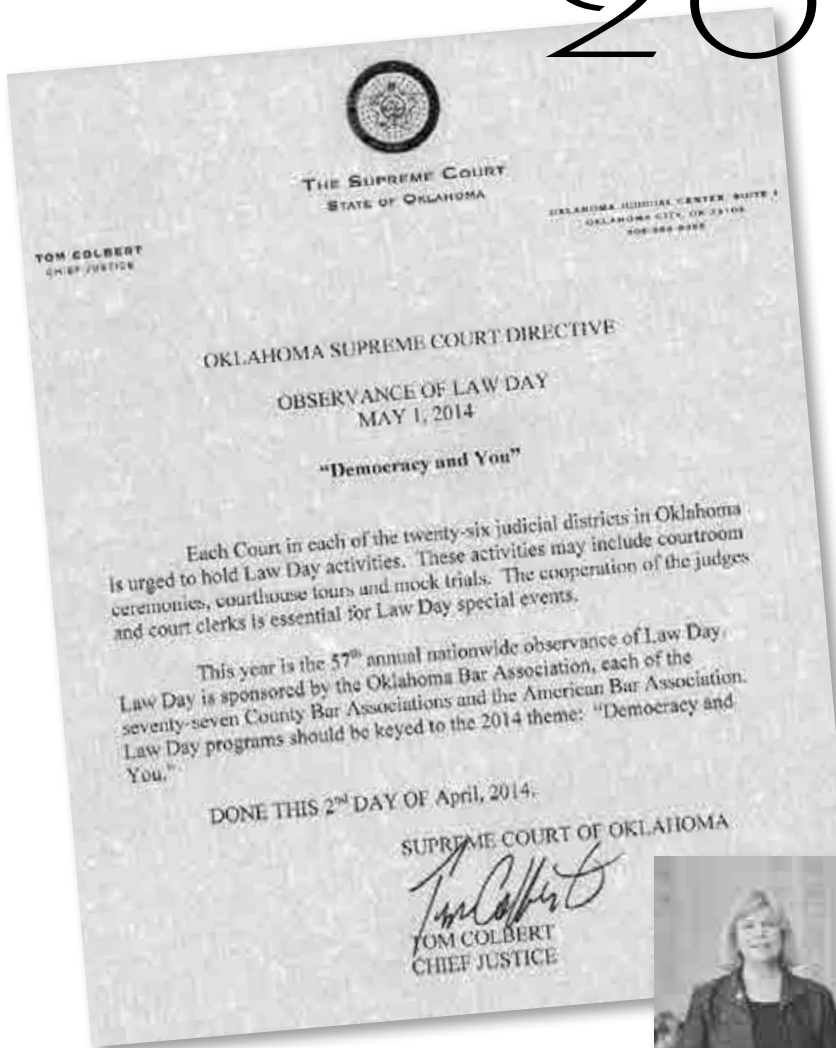 20
THE SUPREME COURT
STATE OF OKLAHOMA
TOM COLBERT
CHIEF JUSTICE
OKLAHOMA JUDICIAL CENTER, SUITE 1
OKLAHOMA CITY, OK 73105
OKLAHOMA SUPREME COURT DIRECTIVE
OBSERVANCE OF LAW DAY
MAY 1, 2014
“Democracy and You”
Each Court in each of the twenty-six judicial districts in Oklahoma
is urged to hold Law Day activities. These activities may include courtroom
ceremonies, courthouse tours and mock trials. The cooperation of the judges
and court clerks is essential for Law Day special events.
This year is the 57th annual nationwide observance of Law Day.
Law Day is sponsored by the Oklahoma Bar Association, each of the
seventy-seven County Bar Associations and the American Bar Association.
Law Day programs should be keyed to the 2014 theme: “Democracy and
You.”
DONE THIS 2nd DAY OF April, 2014.
SUPREME COURT OF OKLAHOMA
Tom Colbert
TOM COLBERT
CHIEF JUSTICE